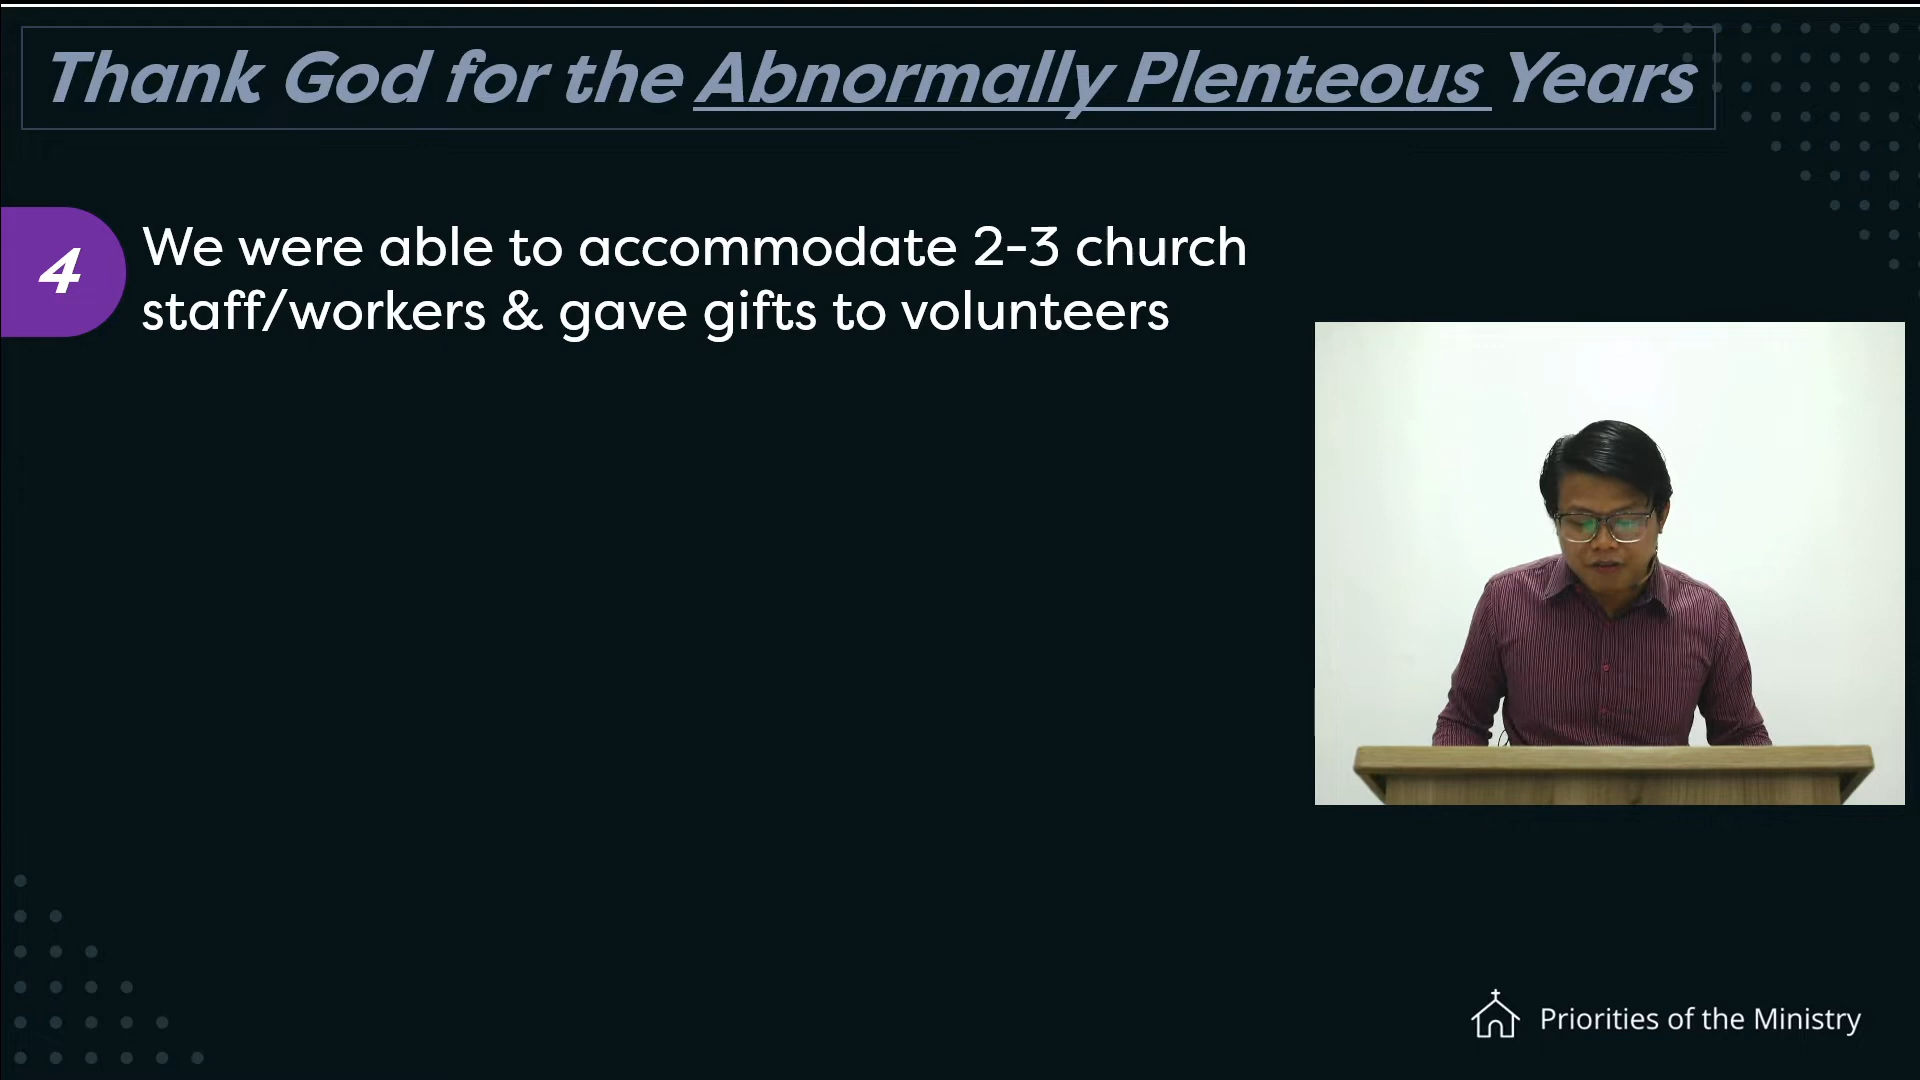 Thank God for the Abnormally Plenteous Years
4
We were able to accommodate 2-3 church
staff/workers & gave gifts to volunteers
Priorities of the Ministry